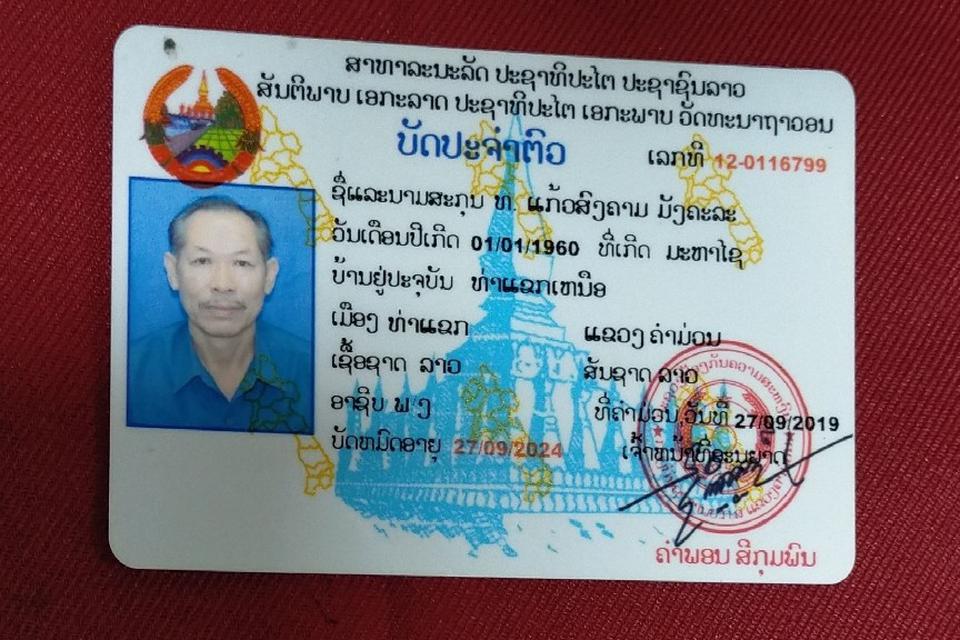 ສາທາລະນະລັດ ປະຊາທິປະໄຕ ປະຊາຊົນລາວ
ສັນຕິພາບ ເອກະລາດ ປະຊາທິປະໄຕ ເອກະພາບ ວັດທະນາຖາວອນ
ບັດປະຈຳຕົວ
ເລກທີ 12-0116799
ຊື່ແລະນາມສະກຸນ ທ. ແກ້ວສົງຄາມ ມັງຄະລະ
ວັນເດືອນປີເກີດ 01/01/1960 ທີ່ເກີດ ມະຫາໄຊ
ບ້ານຢູ່ປະຈຸບັນ ທ່າແຂກເຫນືອ
ເມືອງ ທ່າແຂກ ແຂວງ ຄຳມ່ວນ
ເຊື້ອຊາດ ລາວ ສັນຊາດ ລາວ
ອາຊີບ ພ ງ ທີ່ຄຳມ່ວນ,ວັນທີ 27/09/2019
ບັດຫມົດອາຍຸ 27/09/2024 ເຈົ້າຫນ້າທີ່ອະນຸຍາດ
ຄຳພອນ ສີກຸມພົນ